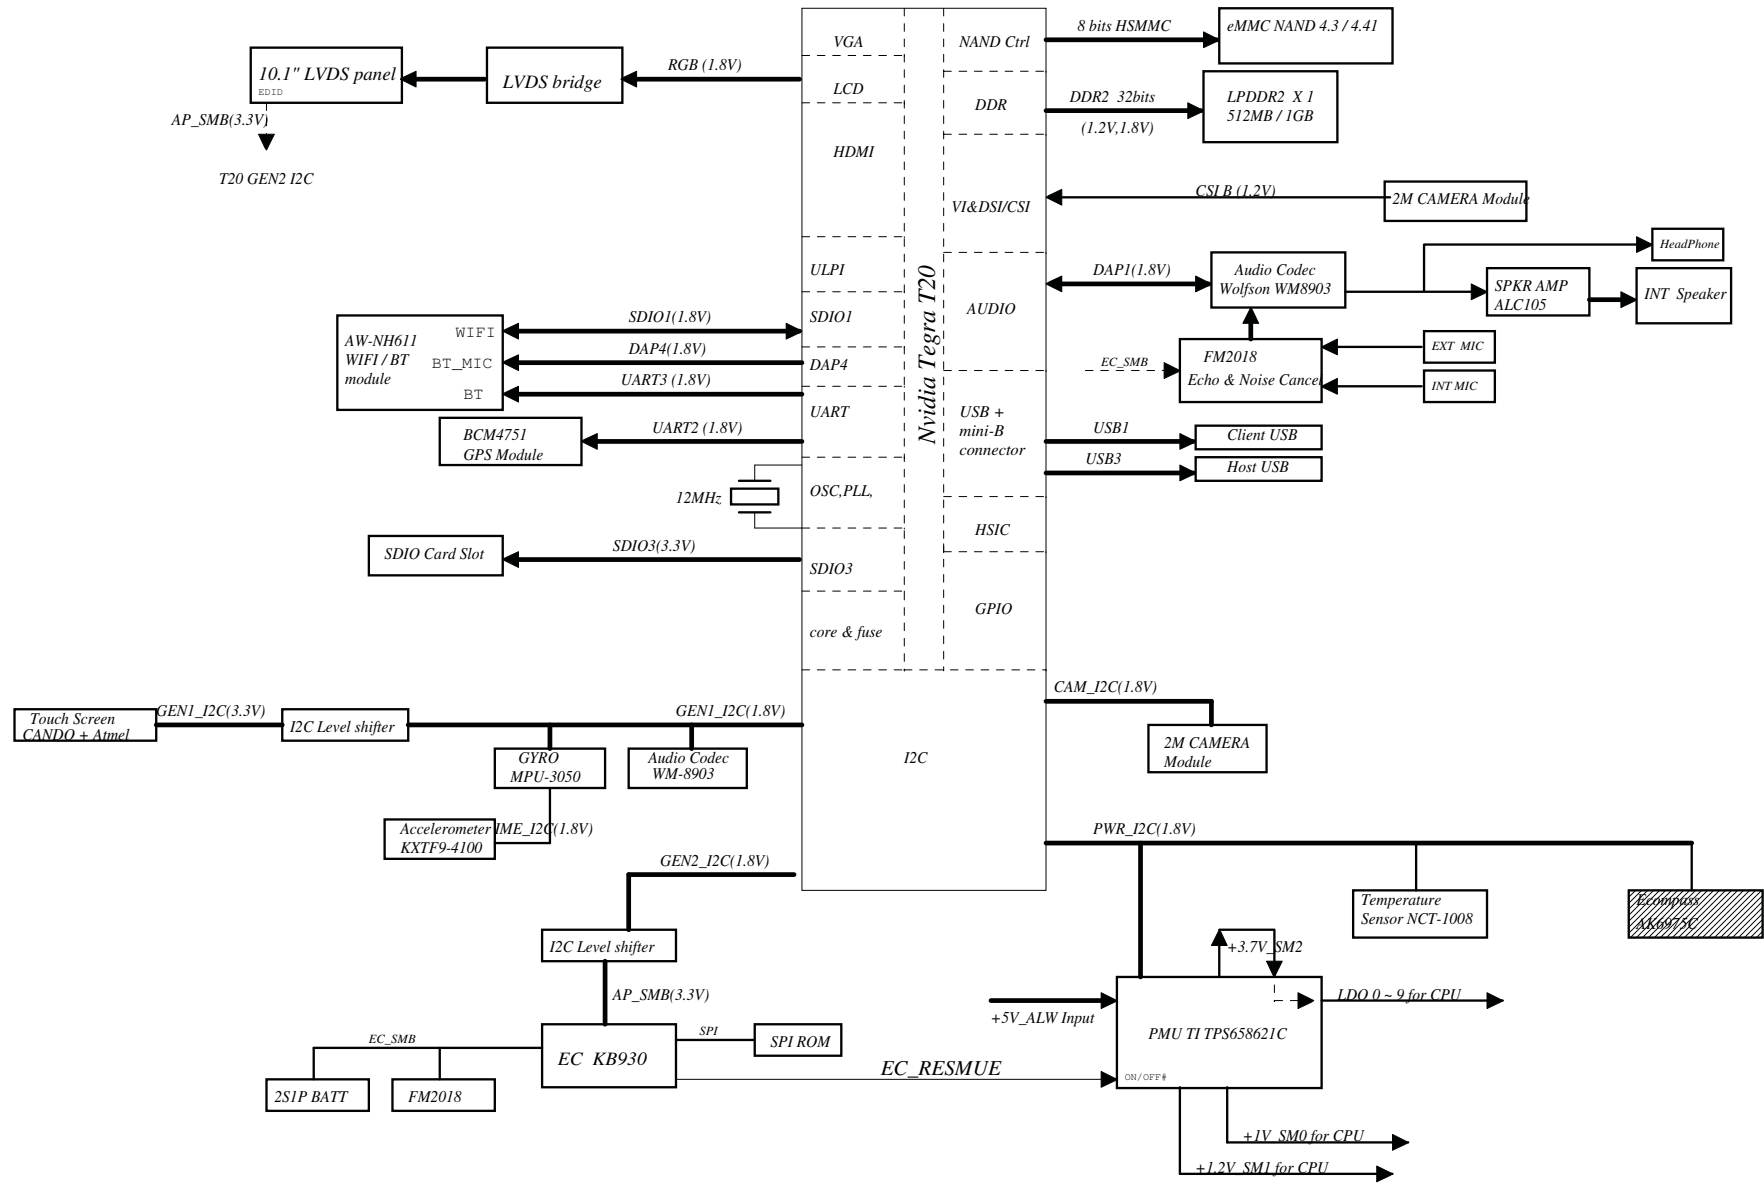 10.1" LVDS panel
EDID
AP_SMB(3.3V)
T20 GEN2 I2C
LVDS bridge
RGB (1.8V)
AW-NH611
WIFI / BT
module
WIFI
BT_MIC
BT
SDIO1(1.8V)
DAP4(1.8V)
UART3 (1.8V)
BCM4751
GPS Module
UART2 (1.8V)
12MHz
SDIO Card Slot
SDIO3(3.3V)
VGA
LCD
HDMI
ULPI
SDIO1
DAP4
UART
OSC,PLL,
SDIO3
core & fuse
Nvidia Tegra T20
NAND Ctrl
DDR
VI&DSI/CSI
AUDIO
USB +
mini-B
connector
HSIC
GPIO
I2C
8 bits HSMMC
eMMC NAND 4.3 / 4.41
DDR2 32bits
(1.2V,1.8V)
LPDDR2 X 1
512MB / 1GB
CSI B (1.2V)
2M CAMERA Module
DAP1(1.8V)
Audio Codec
Wolfson WM8903
HeadPhone
SPKR AMP
ALC105
INT Speaker
EC_SMB
FM2018
Echo & Noise Cancel
EXT MIC
INT MIC
USB1
Client USB
USB3
Host USB
Touch Screen
CANDO + Atmel
GEN1_I2C(3.3V)
I2C Level shifter
GEN1_I2C(1.8V)
GYRO
MPU-3050
Audio Codec
WM-8903
Accelerometer
KXTF9-4100
IME_I2C(1.8V)
GEN2_I2C(1.8V)
I2C Level shifter
AP_SMB(3.3V)
EC_SMB
2S1P BATT
FM2018
EC KB930
SPI
SPI ROM
EC_RESMUE
CAM_I2C(1.8V)
2M CAMERA
Module
PWR_I2C(1.8V)
Temperature
Sensor NCT-1008
Ecompass
AK6975C
+3.7V_SM2
+5V_ALW Input
PMU TI TPS658621C
ON/OFF#
LDO 0 ~ 9 for CPU
+1V_SM0 for CPU
+1.2V_SM1 for CPU